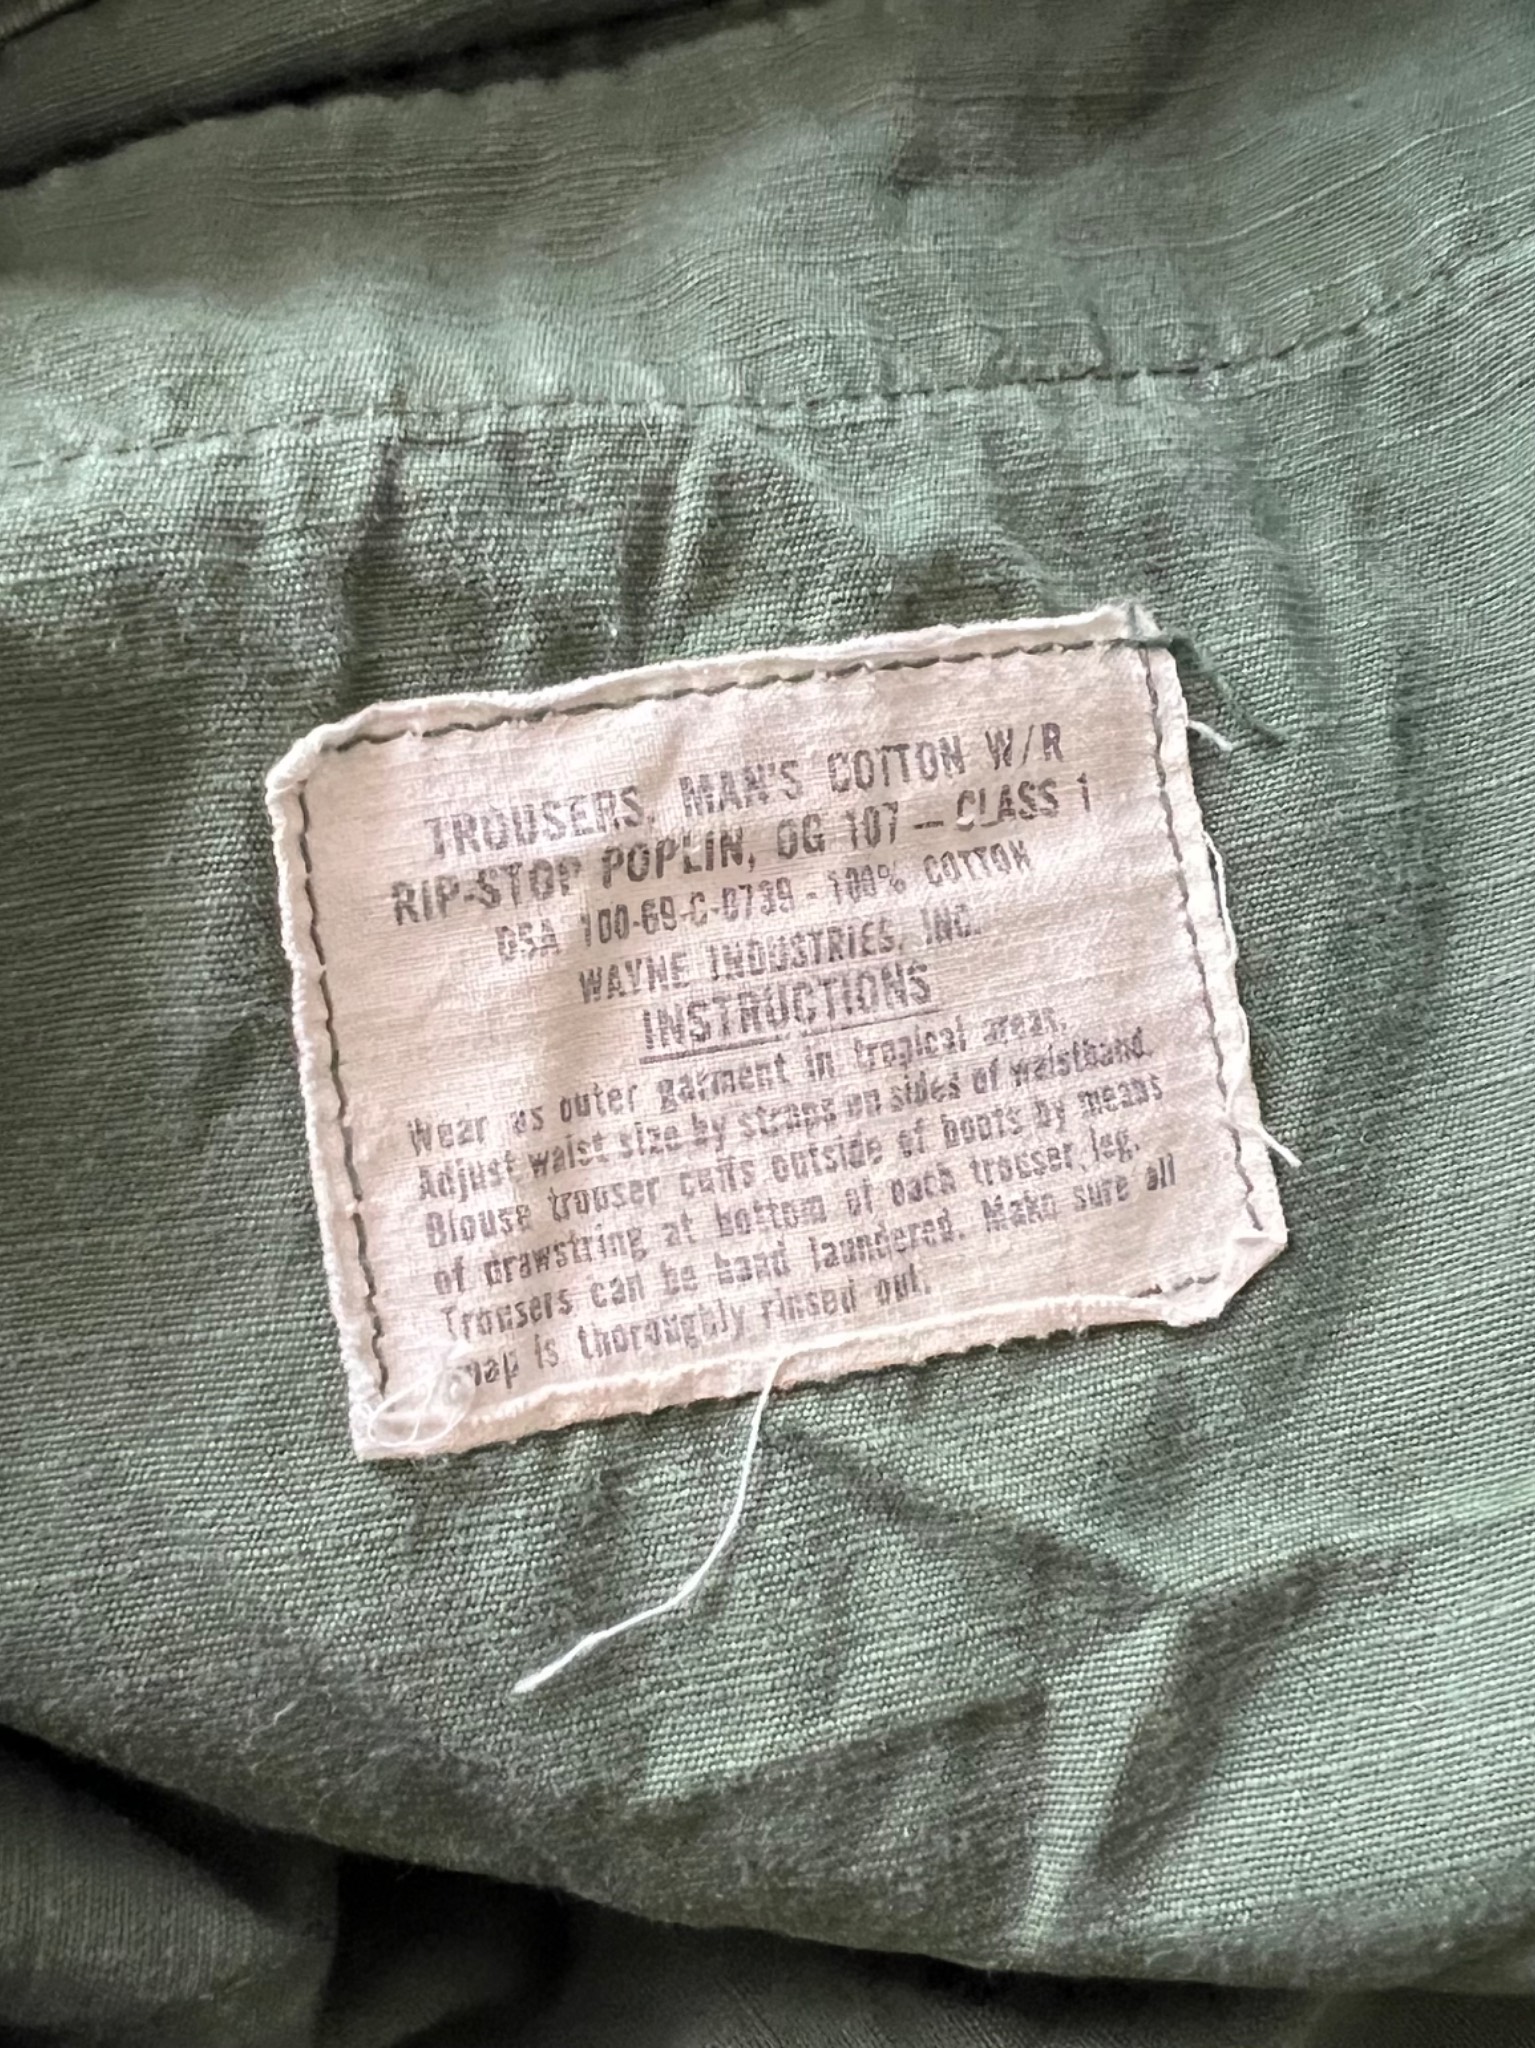 TROUSERS, MAN'S COTTON W/R
RIP-STOP POPLIN, OG 107 — CLASS 1
DSA 100-69-C-0739 - 100% COTTON
WAYNE INDUSTRIES, INC.
INSTRUCTIONS
Wear as outer garment in tropical areas.
Adjust waist size by straps on sides of waistband.
Blouse trouser cuffs outside of boots by means
of drawstring at bottom of each trouser leg.
Trousers can be hand laundered. Make sure all
soap is thoroughly rinsed out.